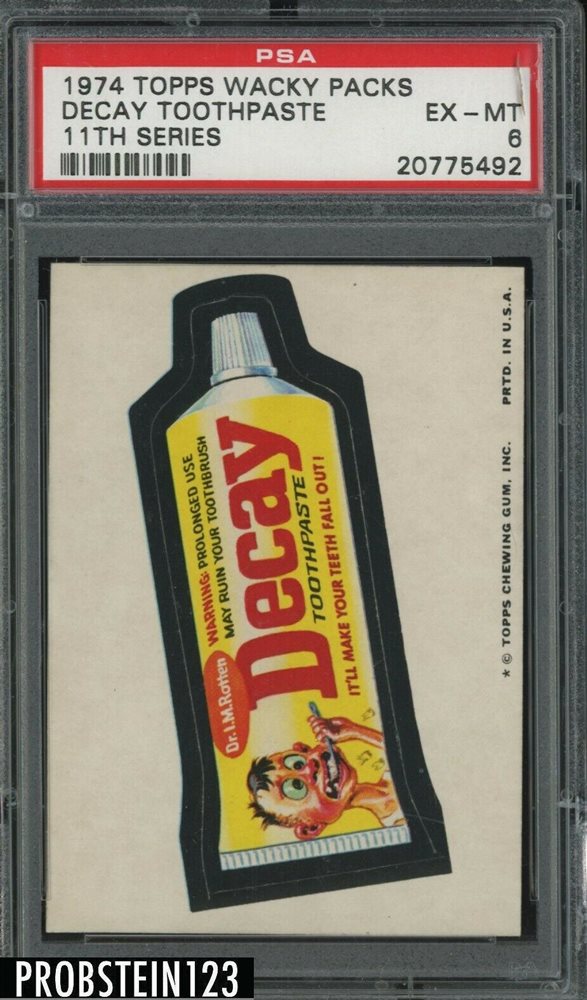 PSA
1974 TOPPS WACKY PACKS
DECAY TOOTHPASTE EX - MT
11TH SERIES 6
20775492
Dr. I.M. Rotten
WARNING: PROLONGED USE
MAY RUIN YOUR TOOTHBRUSH
Decay
TOOTHPASTE
IT'LL MAKE YOUR TEETH FALL OUT!
★ © TOPPS CHEWING GUM, INC. PRTD. IN U.S.A.
PROBSTEIN123